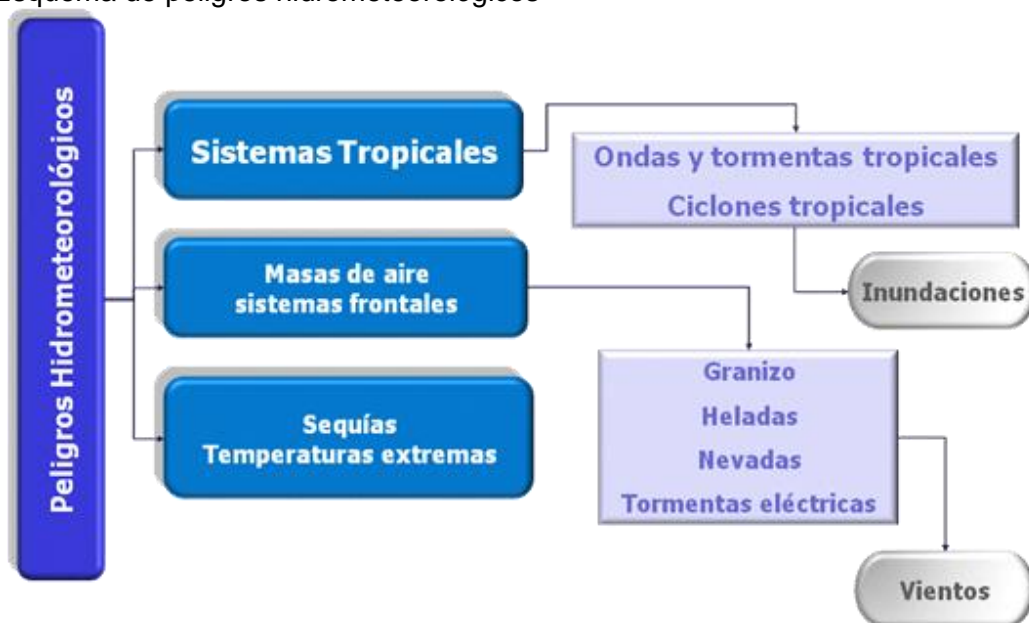 Esquema de peligros hidrometeorológicos
Peligros Hidrometeorológicos
Sistemas Tropicales
Ondas y tormentas tropicales
Ciclones tropicales
Inundaciones
Masas de aire
sistemas frontales
Granizo
Heladas
Nevadas
Tormentas eléctricas
Sequías
Temperaturas extremas
Vientos